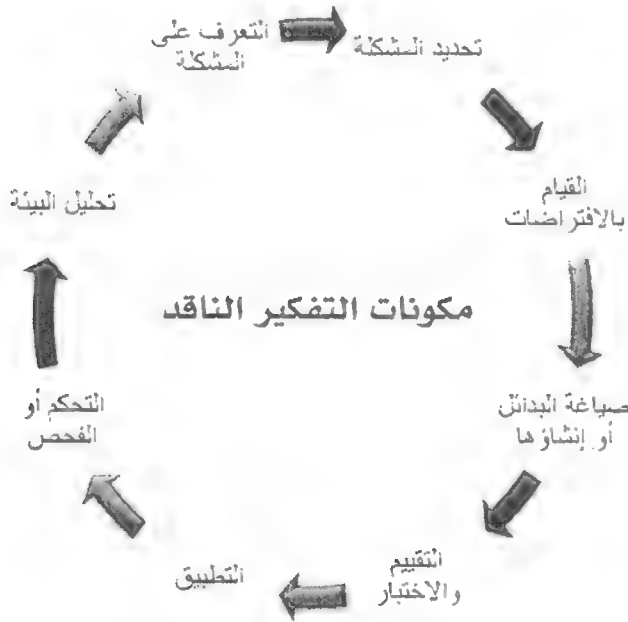 التعرف على
المشكلة
تحديد المشكلة
القيام
بالافتراضات
صياغة البدائل
أو إنشاؤها
التقييم
والاختبار
التطبيق
التحكم أو
الفحص
تحليل البيئة
مكونات التفكير الناقد